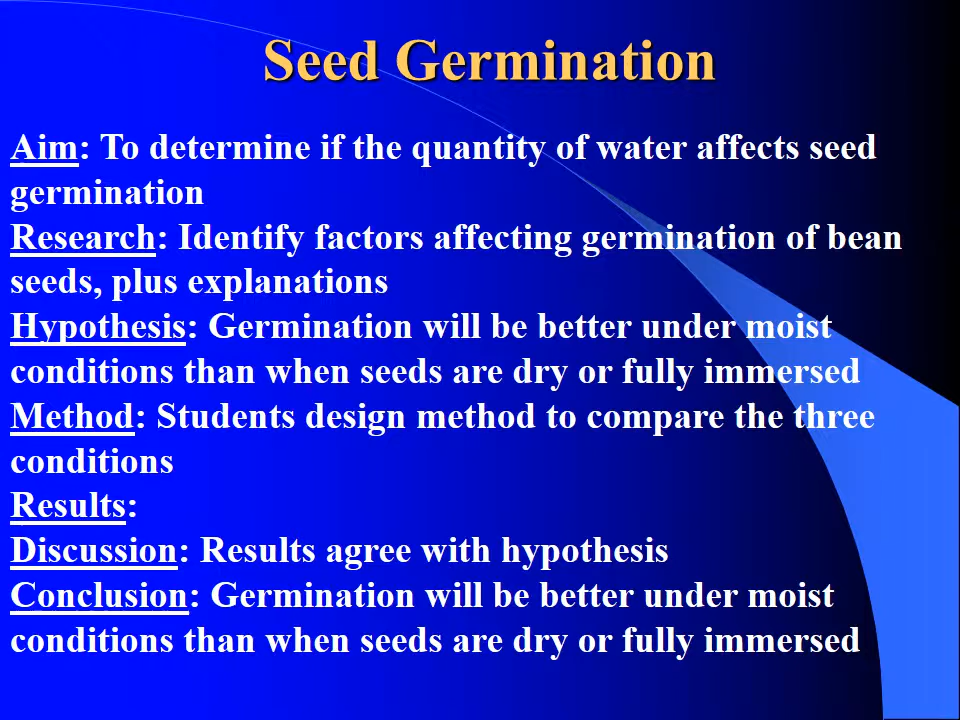 Seed Germination
Aim: To determine if the quantity of water affects seed
germination
Research: Identify factors affecting germination of bean
seeds, plus explanations
Hypothesis: Germination will be better under moist
conditions than when seeds are dry or fully immersed
Method: Students design method to compare the three
conditions
Results:
Discussion: Results agree with hypothesis
Conclusion: Germination will be better under moist
conditions than when seeds are dry or fully immersed